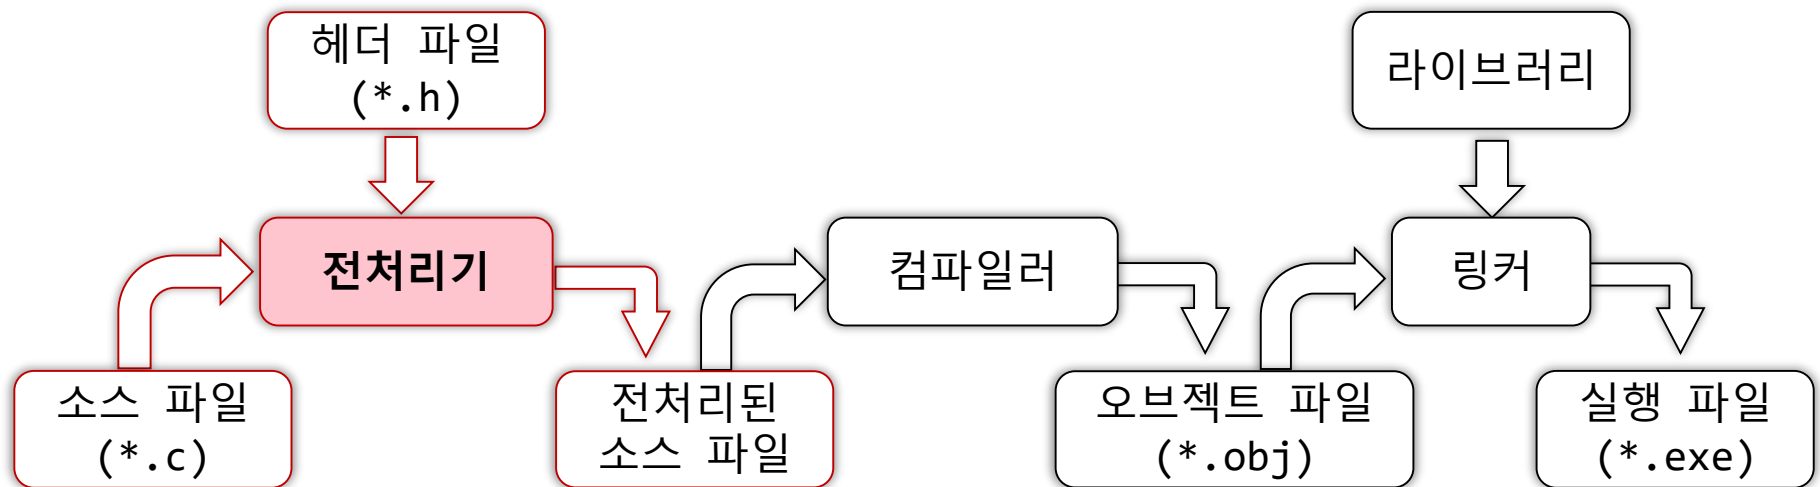 헤더 파일
(*.h)
라이브러리
전처리기
컴파일러
링커
소스 파일
(*.c)
전처리된
소스 파일
오브젝트 파일
(*.obj)
실행 파일
(*.exe)